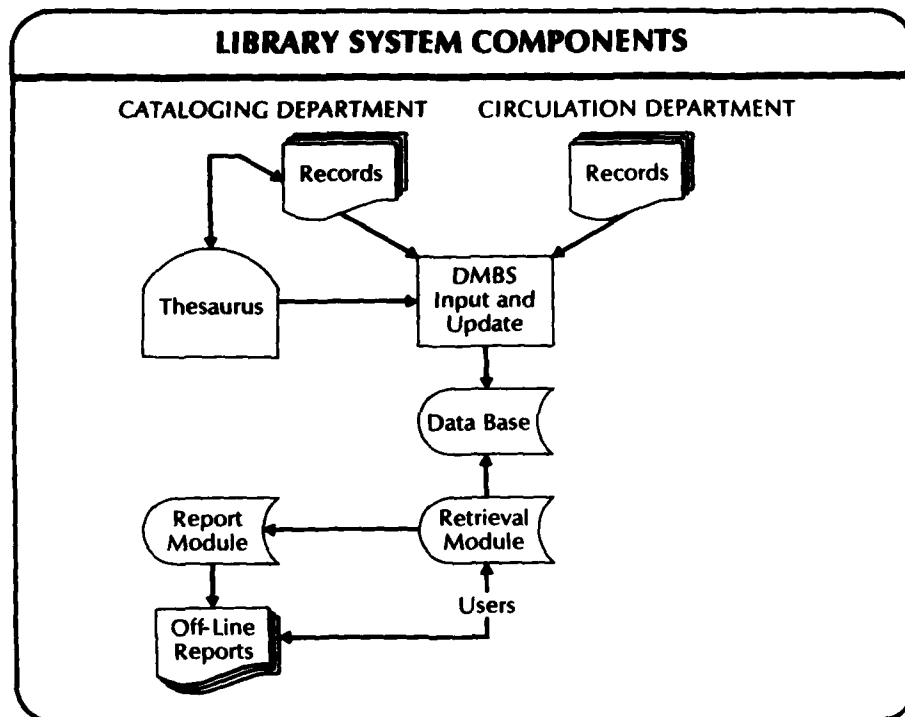 LIBRARY SYSTEM COMPONENTS
CATALOGING DEPARTMENT
CIRCULATION DEPARTMENT
Records
Records
Thesaurus
DMBS
Input and
Update
Data Base
Report
Module
Retrieval
Module
Users
Off-Line
Reports